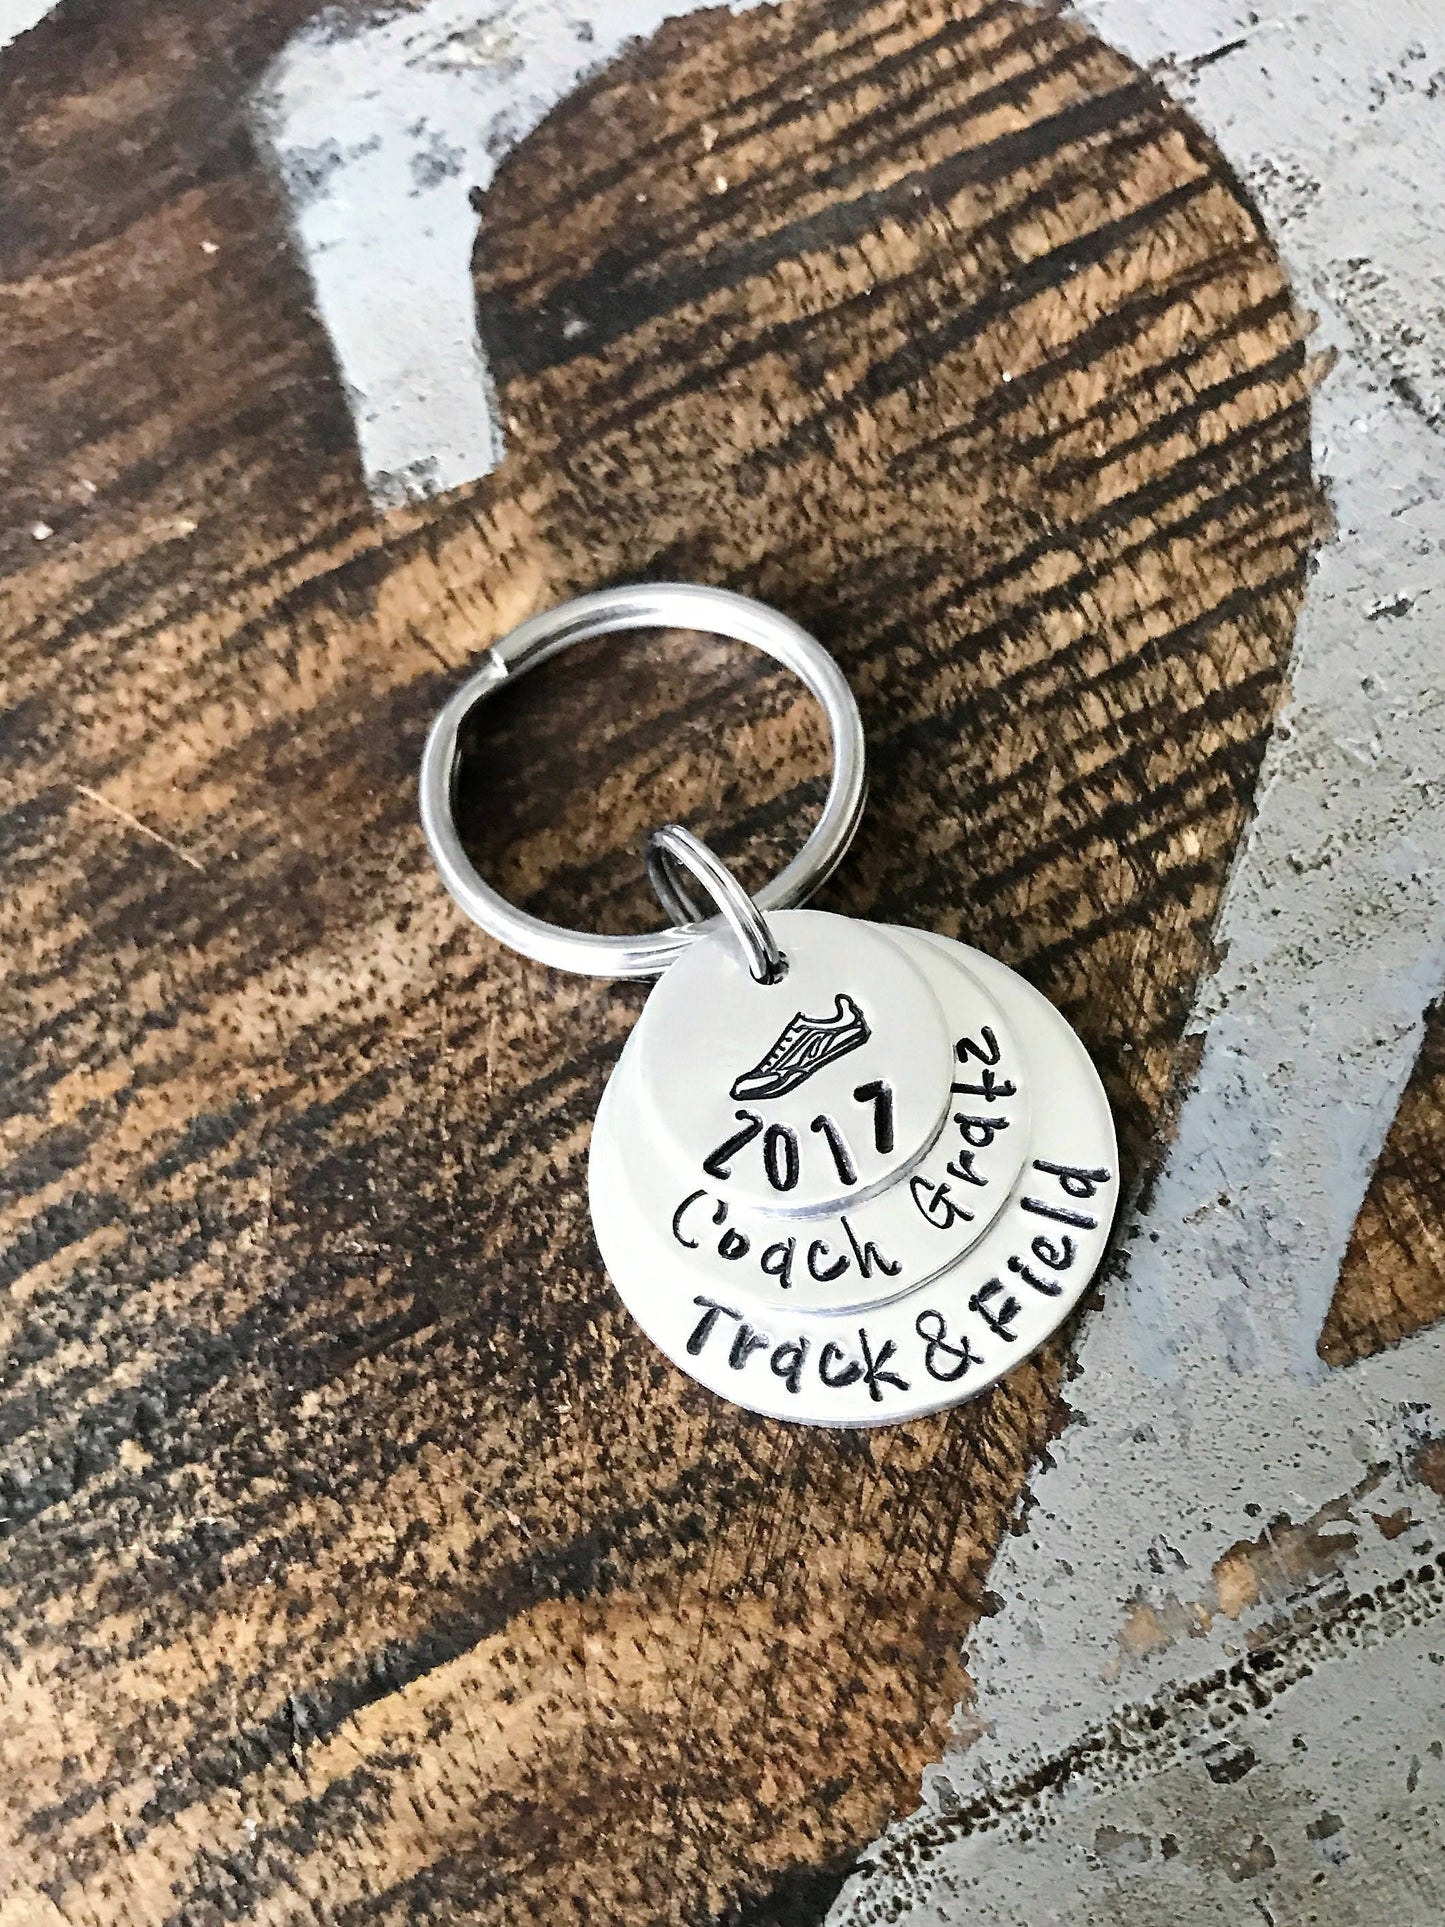 2017
Coach Gratz
Track & Field